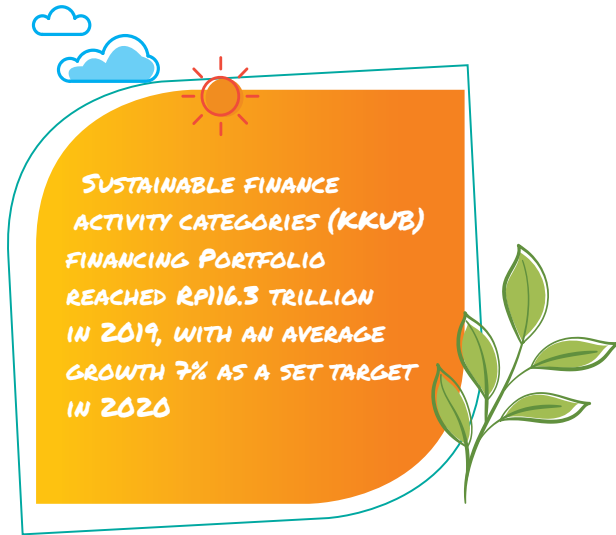 Sustainable finance
activity categories (KKUB)
financing Portfolio
reached Rp116.3 trillion
in 2019, with an average
growth 7% as a set target
in 2020